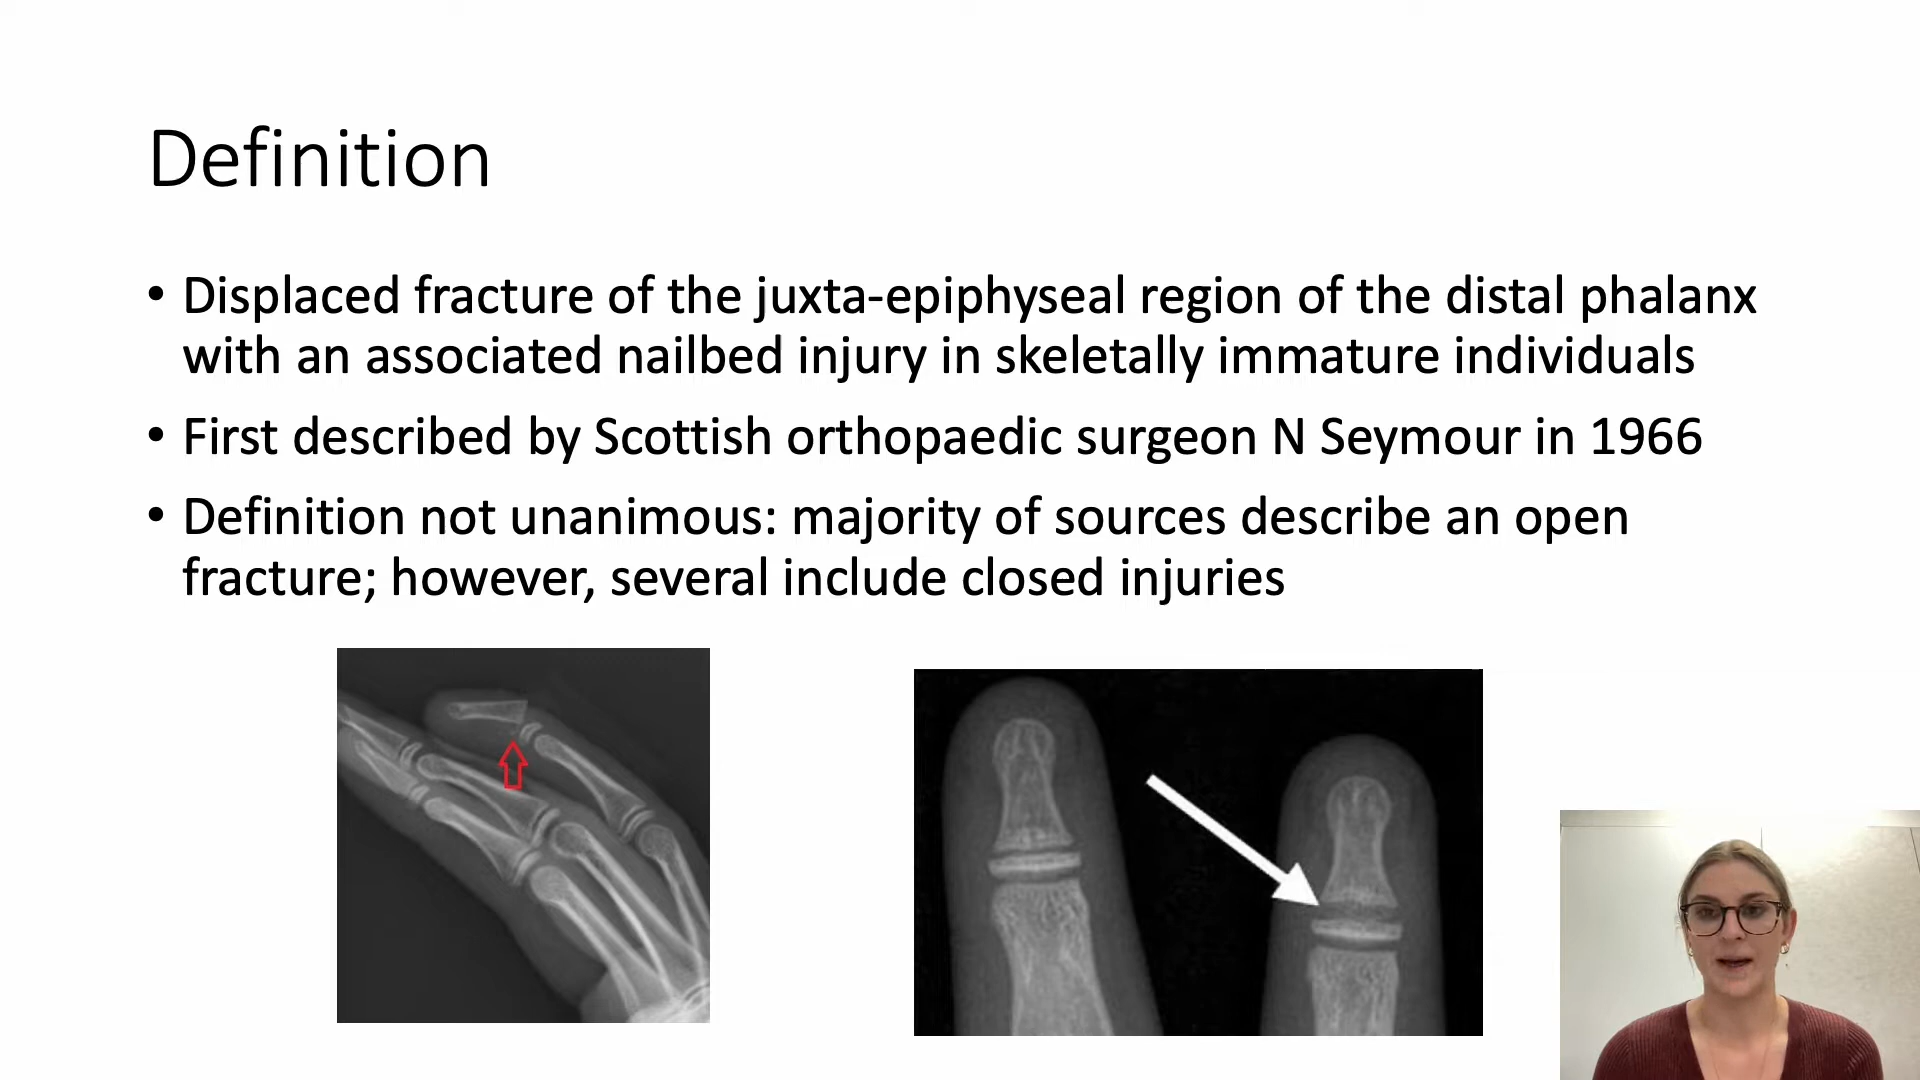 Definition
• Displaced fracture of the juxta-epiphyseal region of the distal phalanx
with an associated nailbed injury in skeletally immature individuals
• First described by Scottish orthopaedic surgeon N Seymour in 1966
• Definition not unanimous: majority of sources describe an open
fracture; however, several include closed injuries